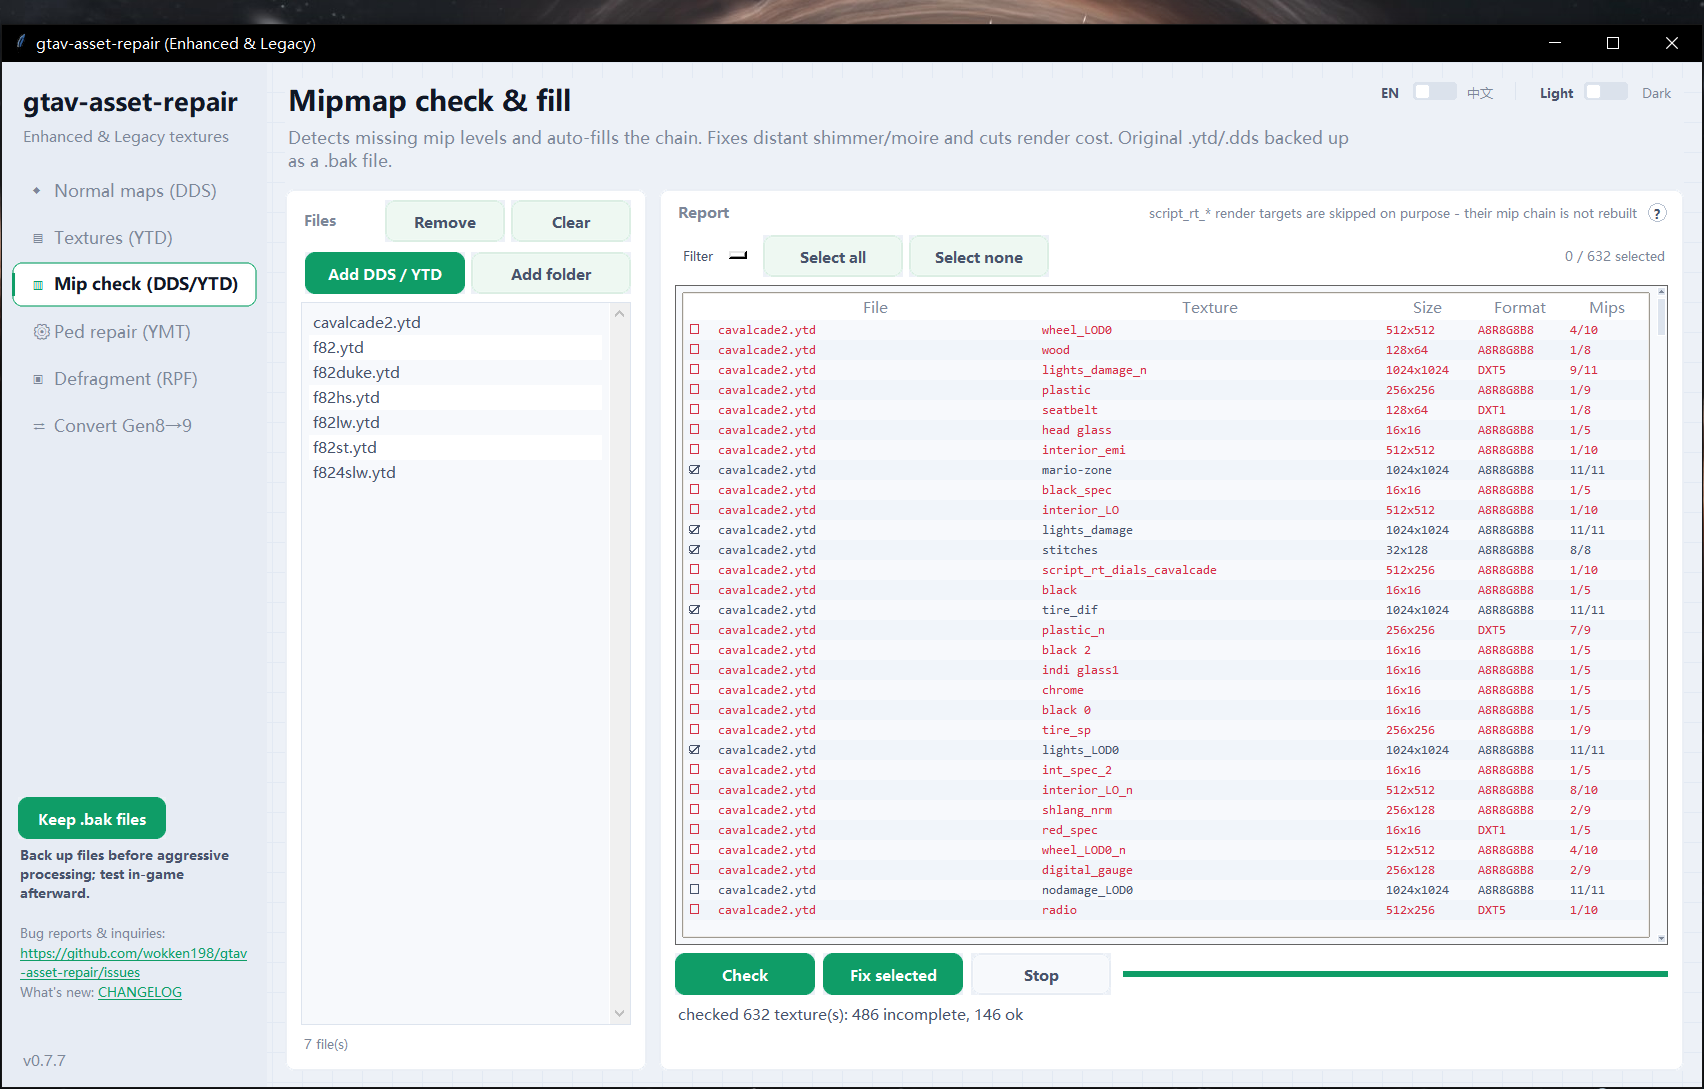 gtav-asset-repair (Enhanced & Legacy)
gtav-asset-repair
Enhanced & Legacy textures
Normal maps (DDS)
Textures (YTD)
Mip check (DDS/YTD)
Ped repair (YMT)
Defragment (RPF)
Convert Gen8→9
Keep .bak files
Back up files before aggressive
processing; test in-game
afterward.
Bug reports & inquiries:
https://github.com/wokken198/gtav
-asset-repair/issues
What's new: CHANGELOG
v0.7.7
Mipmap check & fill
Detects missing mip levels and auto-fills the chain. Fixes distant shimmer/moire and cuts render cost. Original .ytd/.dds backed up
as a .bak file.
EN 中文 Light Dark
Files Remove Clear
Add DDS / YTD Add folder
cavalcade2.ytd
f82.ytd
f82duke.ytd
f82hs.ytd
f82lw.ytd
f82st.ytd
f824slw.ytd
7 file(s)
Report script_rt_* render targets are skipped on purpose - their mip chain is not rebuilt ?
Filter Select all Select none 0 / 632 selected
File Texture Size Format Mips
cavalcade2.ytd wheel_LOD0 512x512 A8R8G8B8 4/10
cavalcade2.ytd wood 128x64 A8R8G8B8 1/8
cavalcade2.ytd lights_damage_n 1024x1024 DXT5 9/11
cavalcade2.ytd plastic 256x256 A8R8G8B8 1/9
cavalcade2.ytd seatbelt 128x64 DXT1 1/8
cavalcade2.ytd head glass 16x16 A8R8G8B8 1/5
cavalcade2.ytd interior_emi 512x512 A8R8G8B8 1/10
cavalcade2.ytd mario-zone 1024x1024 A8R8G8B8 11/11
cavalcade2.ytd black_spec 16x16 A8R8G8B8 1/5
cavalcade2.ytd interior_LO 512x512 A8R8G8B8 1/10
cavalcade2.ytd lights_damage 1024x1024 A8R8G8B8 11/11
cavalcade2.ytd stitches 32x128 A8R8G8B8 8/8
cavalcade2.ytd script_rt_dials_cavalcade 512x256 A8R8G8B8 1/10
cavalcade2.ytd black 16x16 A8R8G8B8 1/5
cavalcade2.ytd tire_dif 1024x1024 A8R8G8B8 11/11
cavalcade2.ytd plastic_n 256x256 DXT5 7/9
cavalcade2.ytd black 2 16x16 A8R8G8B8 1/5
cavalcade2.ytd indi glass1 16x16 A8R8G8B8 1/5
cavalcade2.ytd chrome 16x16 A8R8G8B8 1/5
cavalcade2.ytd black 0 16x16 A8R8G8B8 1/5
cavalcade2.ytd tire_sp 256x256 A8R8G8B8 1/9
cavalcade2.ytd lights_LOD0 1024x1024 A8R8G8B8 11/11
cavalcade2.ytd int_spec_2 16x16 A8R8G8B8 1/5
cavalcade2.ytd interior_LO_n 512x512 A8R8G8B8 8/10
cavalcade2.ytd shlang_nrm 256x128 A8R8G8B8 2/9
cavalcade2.ytd red_spec 16x16 DXT1 1/5
cavalcade2.ytd wheel_LOD0_n 512x512 A8R8G8B8 4/10
cavalcade2.ytd digital_gauge 256x128 A8R8G8B8 2/9
cavalcade2.ytd nodamage_LOD0 1024x1024 A8R8G8B8 11/11
cavalcade2.ytd radio 512x256 DXT5 1/10
Check Fix selected Stop
checked 632 texture(s): 486 incomplete, 146 ok